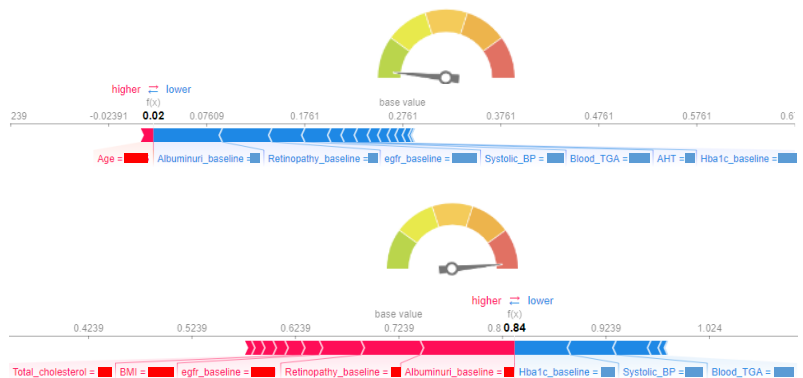 higher lower
f(x)
base value
239 -0.02391 0.02 0.07609 0.1761 0.2761 0.3761 0.4761 0.5761 0.67
Age = Albuminuri_baseline = Retinopathy_baseline = egfr_baseline = Systolic_BP = Blood_TGA = AHT = Hba1c_baseline =
higher lower
base value f(x)
0.4239 0.5239 0.6239 0.7239 0.8 0.84 0.9239 1.024
Total_cholesterol = BMI = egfr_baseline = Retinopathy_baseline = Albuminuri_baseline = Hba1c_baseline = Systolic_BP = Blood_TGA =